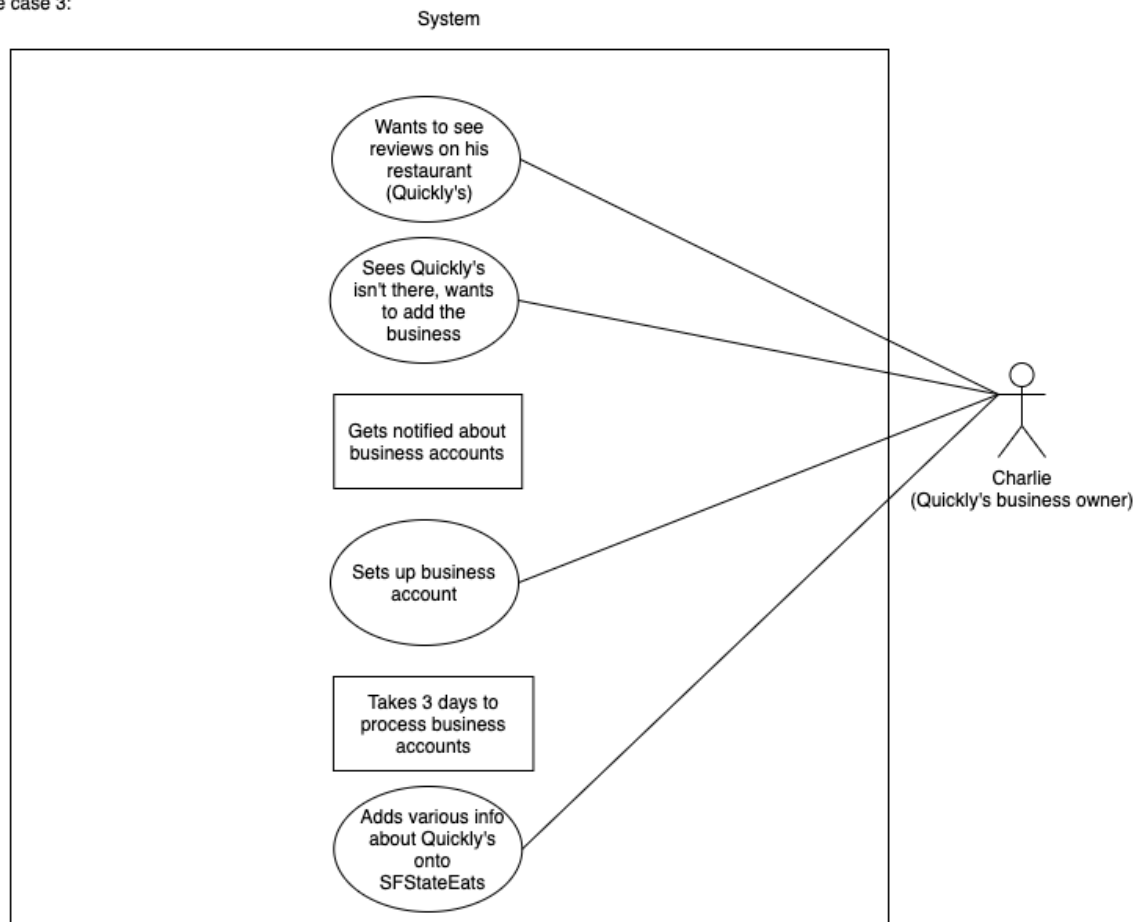 e case 3:
System
Wants to see
reviews on his
restaurant
(Quickly's)
Sees Quickly's
isn't there, wants
to add the
business
Gets notified about
business accounts
Charlie
(Quickly's business owner)
Sets up business
account
Takes 3 days to
process business
accounts
Adds various info
about Quickly's
onto
SFStateEats